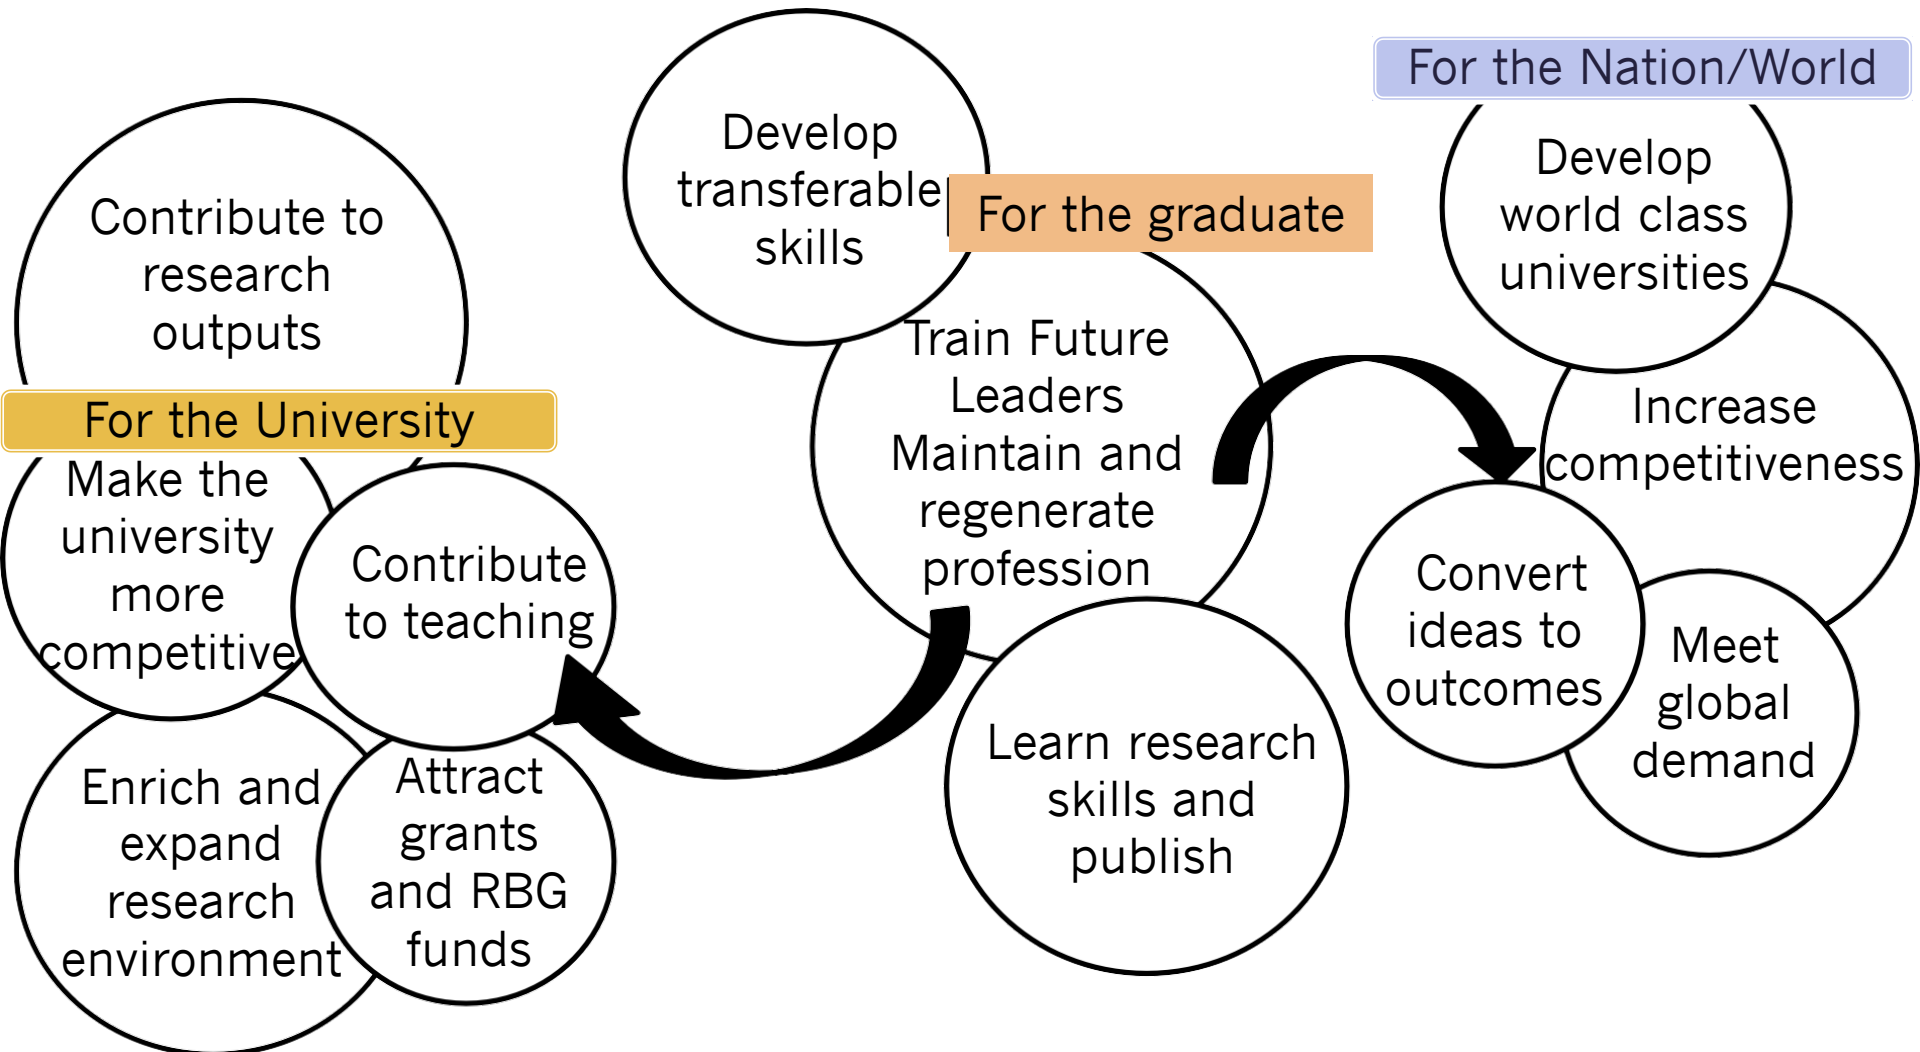 For the Nation/World
Develop
transferable
skills
For the graduate
Develop
world class
universities
Contribute to
research
outputs
For the University
Train Future
Leaders
Maintain and
regenerate
profession
Increase
competitiveness
Make the
university
more
competitive
Contribute
to teaching
Convert
ideas to
outcomes
Meet
global
demand
Enrich and
expand
research
environment
Attract
grants
and RBG
funds
Learn research
skills and
publish